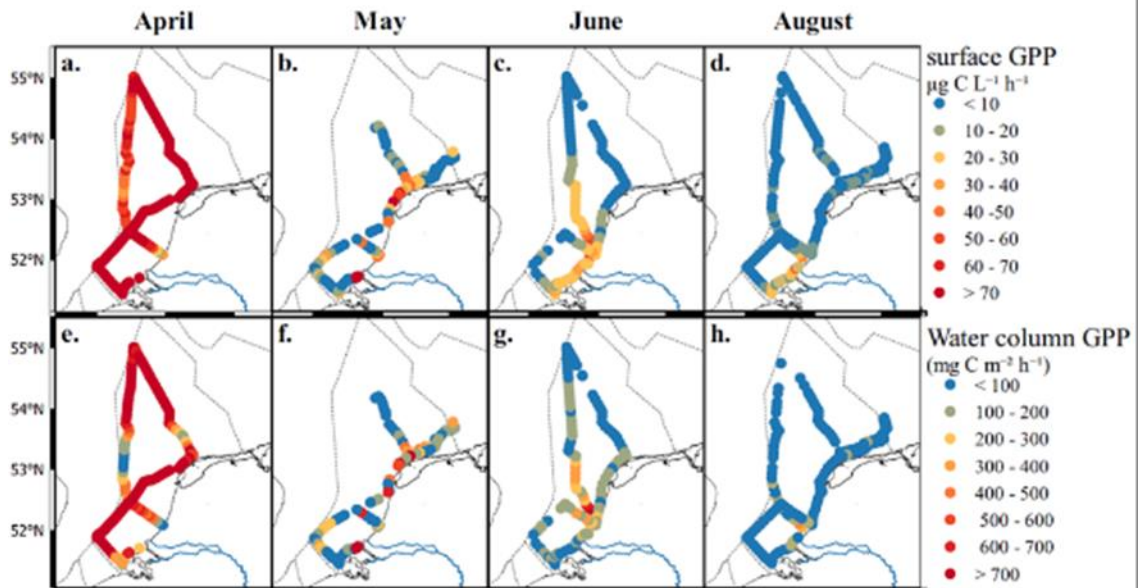 April May June August
a. b. c. d.
surface GPP
µg C L⁻¹ h⁻¹
< 10
10 - 20
20 - 30
30 - 40
40 -50
50 - 60
60 - 70
> 70
55°N
54°N
53°N
52°N
e. f. g. h.
Water column GPP
(mg C m⁻² h⁻¹)
< 100
100 - 200
200 - 300
300 - 400
400 - 500
500 - 600
600 - 700
> 700
55°N
54°N
53°N
52°N